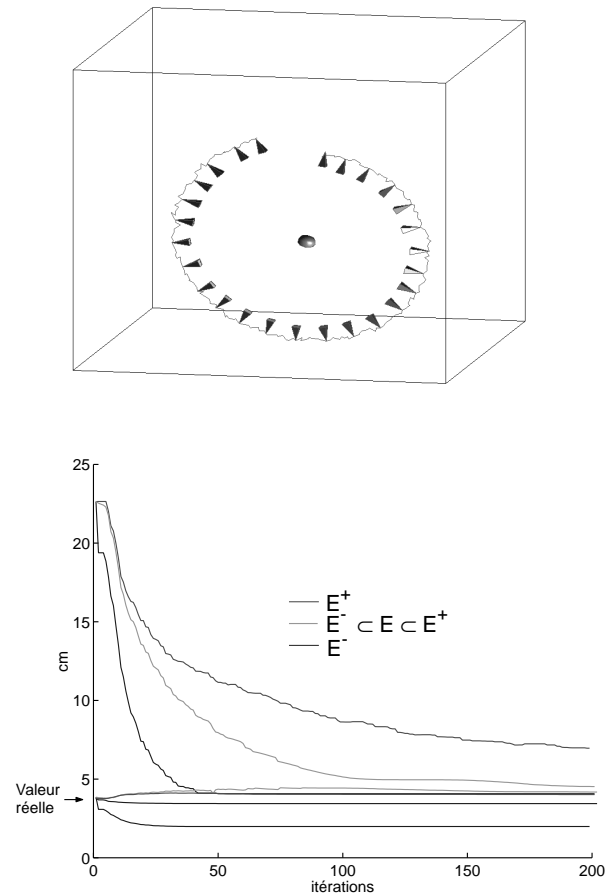 25
20
15
10
5
0
cm
E+
E- ⊂ E ⊂ E+
E-
Valeur
réelle
0 50 100 150 200
itérations